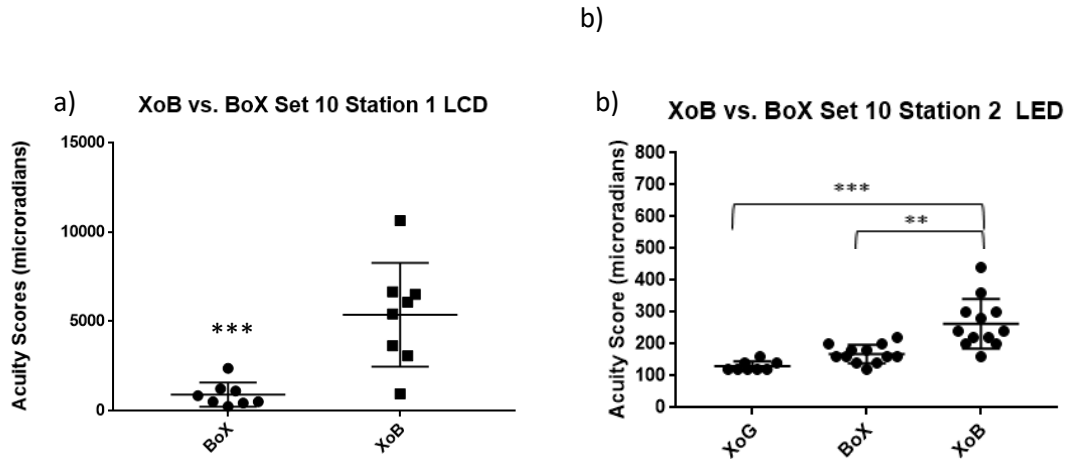 b)
a)
XoB vs. BoX Set 10 Station 1 LCD
Acuity Scores (microradians)
15000
10000
5000
0
***
BoX
XoB
b)
XoB vs. BoX Set 10 Station 2 LED
Acuity Score (microradians)
800
700
600
500
400
300
200
100
0
***
**
XoG
BoX
XoB